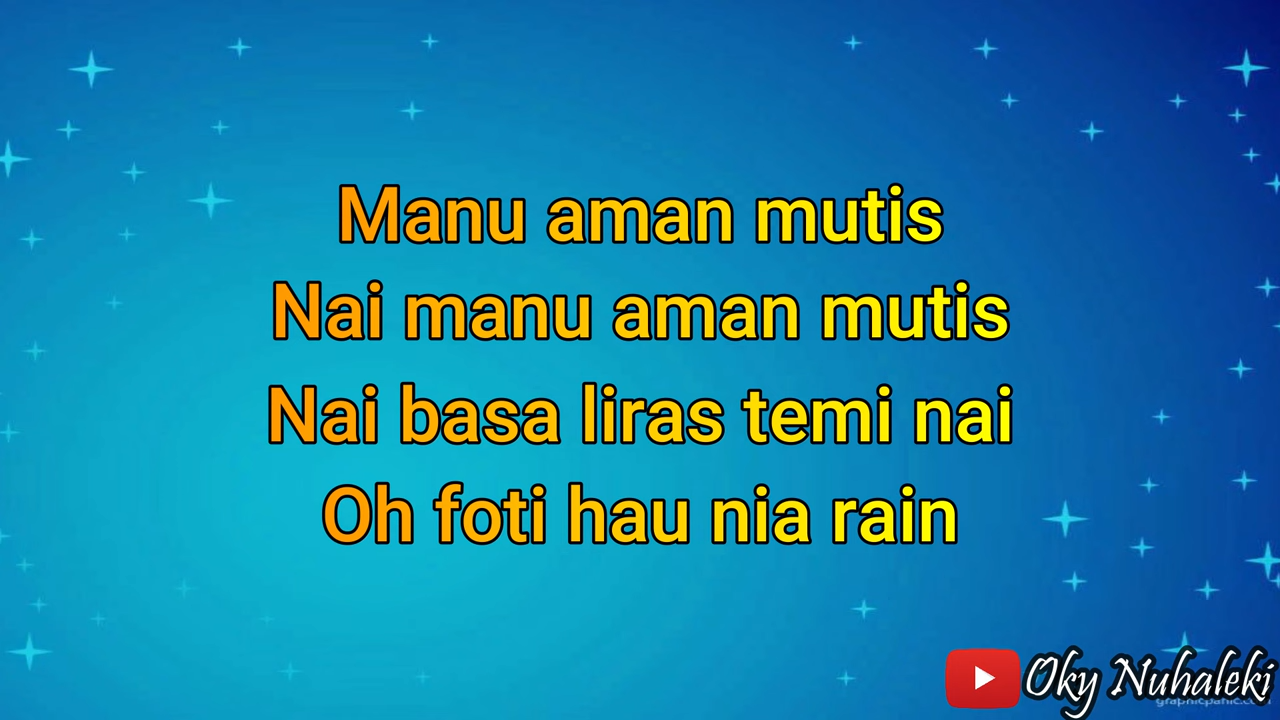 Manu aman mutis
Nai manu aman mutis
Nai basa liras temi nai
Oh foti hau nia rain
Oky Nuhaleki